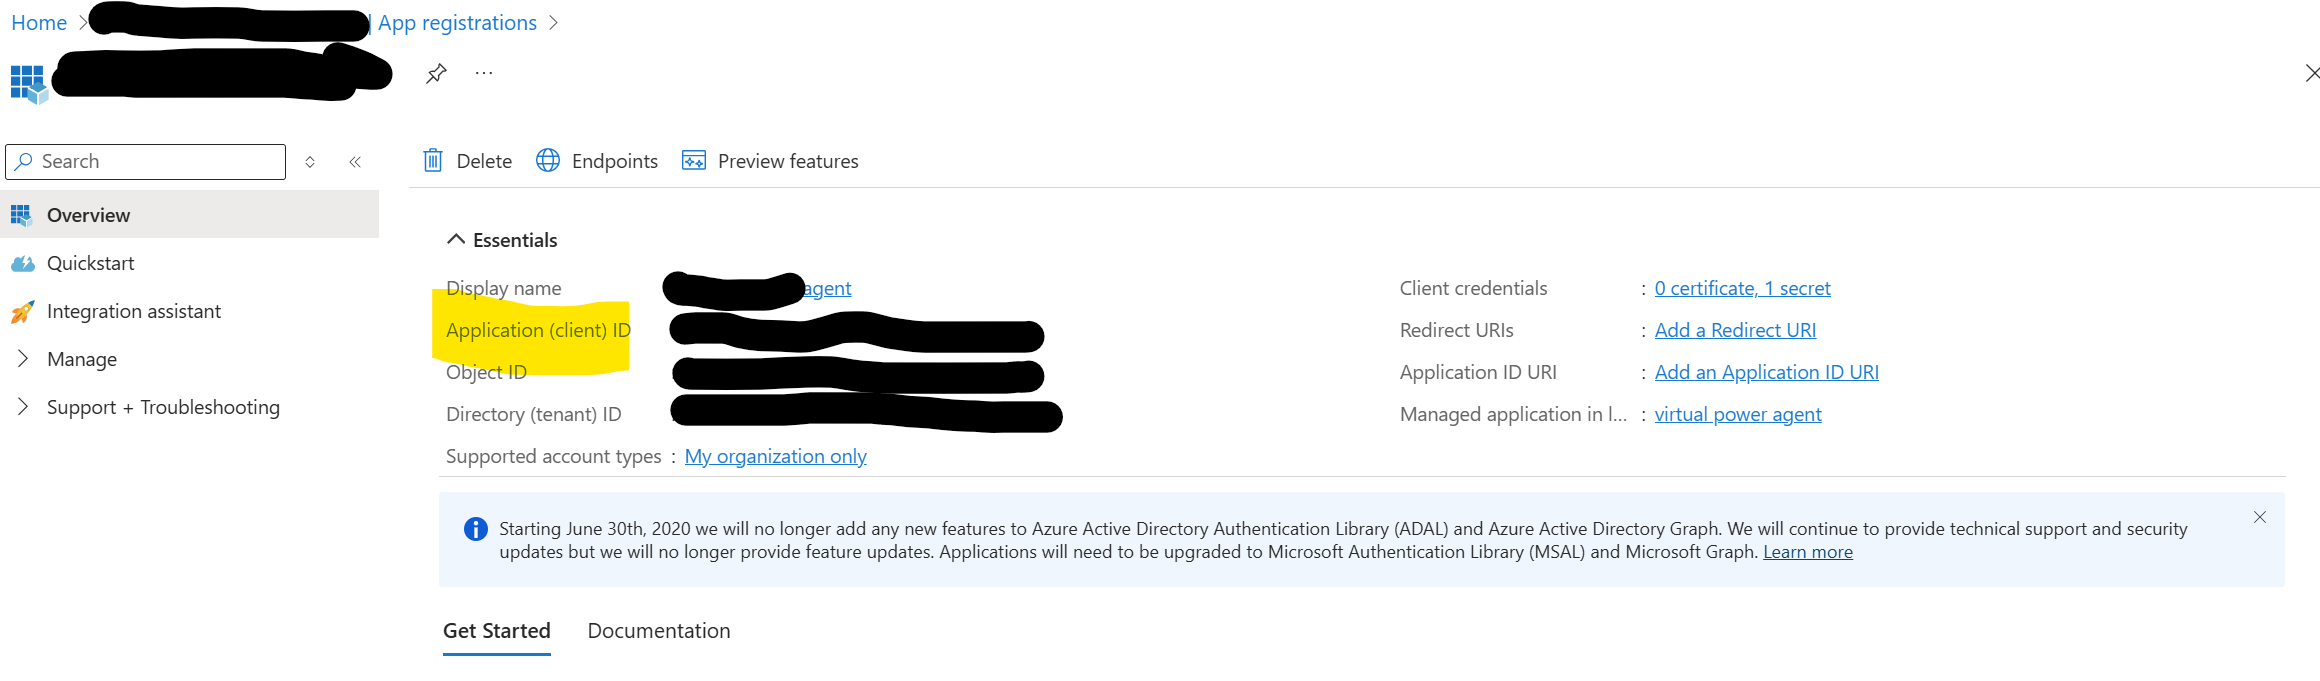 Home > | App registrations >
...
Search
Delete Endpoints Preview features
Overview
Quickstart
Integration assistant
Manage
Support + Troubleshooting
Essentials
Display name agent
Application (client) ID
Object ID
Directory (tenant) ID
Supported account types : My organization only
Client credentials : 0 certificate, 1 secret
Redirect URIs : Add a Redirect URI
Application ID URI : Add an Application ID URI
Managed application in l... : virtual power agent
Starting June 30th, 2020 we will no longer add any new features to Azure Active Directory Authentication Library (ADAL) and Azure Active Directory Graph. We will continue to provide technical support and security
updates but we will no longer provide feature updates. Applications will need to be upgraded to Microsoft Authentication Library (MSAL) and Microsoft Graph. Learn more
Get Started Documentation